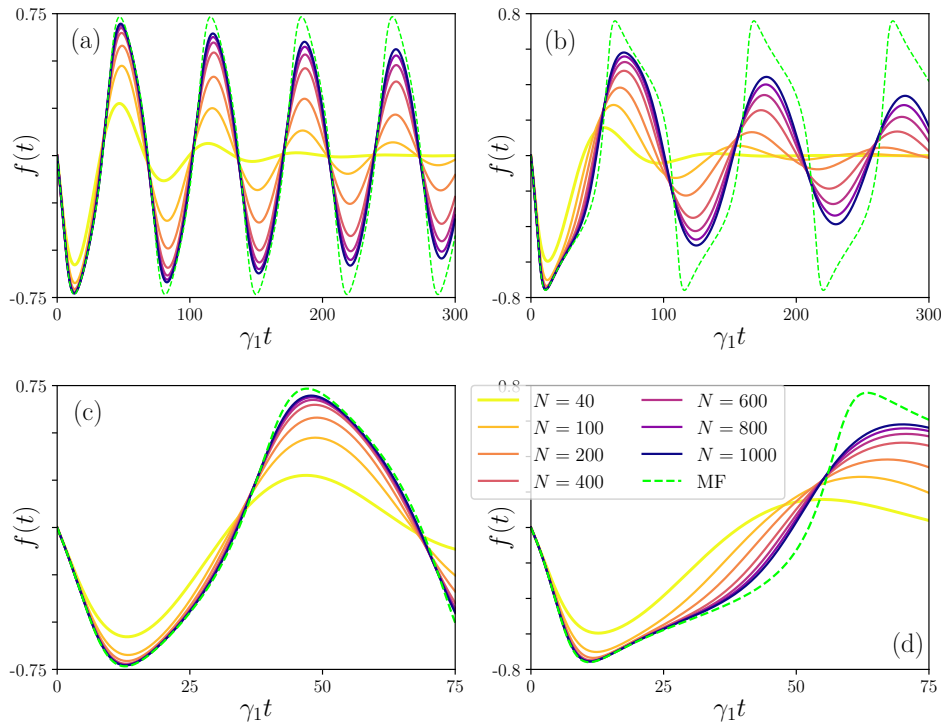 0.75
(a)
f(t)
-0.75
0
100
200
300
γ₁t
0.8
(b)
f(t)
-0.8
0
100
200
300
γ₁t
0.75
(c)
f(t)
-0.75
0
25
50
75
γ₁t
0.8
N = 40
N = 100
N = 200
N = 400
N = 600
N = 800
N = 1000
MF
f(t)
(d)
-0.8
0
25
50
75
γ₁t